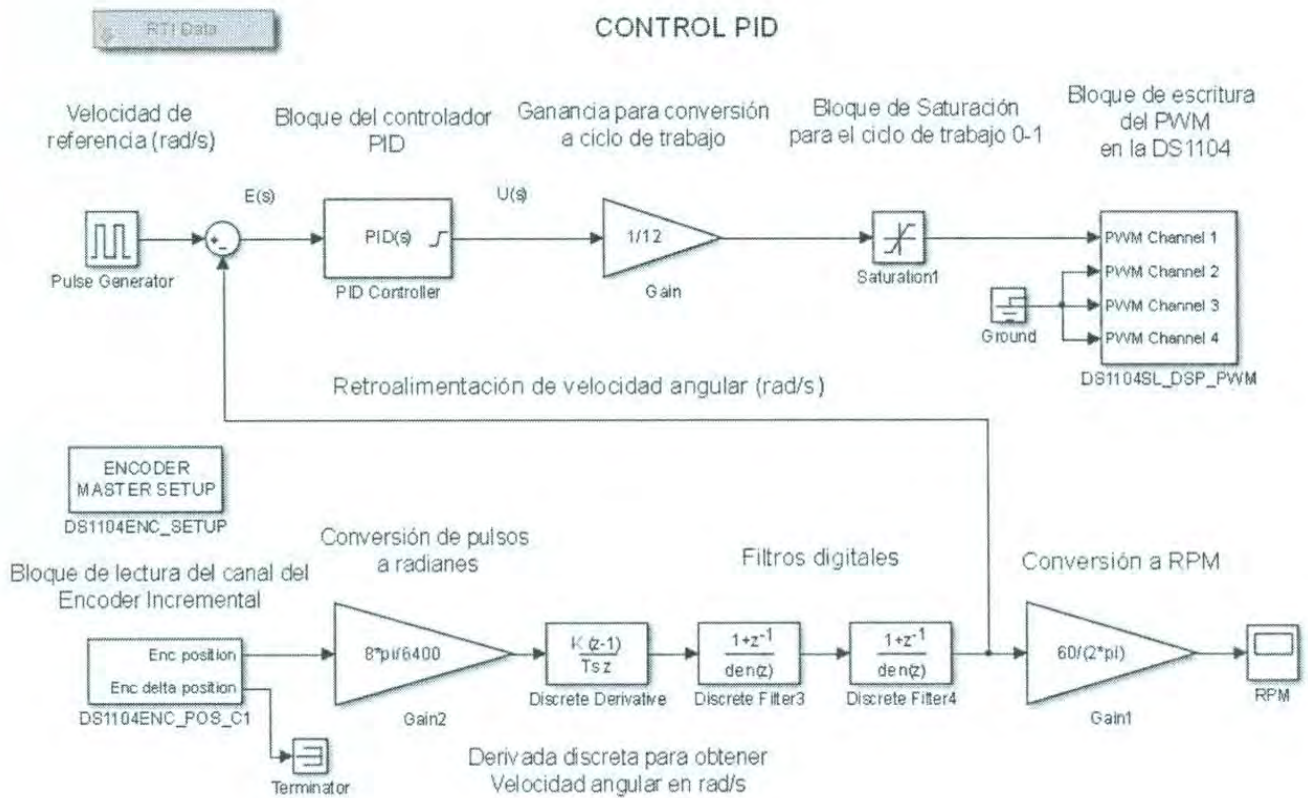 RTI Data
CONTROL PID
Velocidad de
referencia (rad/s)
Bloque del controlador
PID
Ganancia para conversión
a ciclo de trabajo
Bloque de Saturación
para el ciclo de trabajo 0-1
Bloque de escritura
del PWM
en la DS1104
E(s)
U(s)
Pulse Generator
+
-
PID(s)
PID Controller
1/12
Gain
Saturation1
PWM Channel 1
PWM Channel 2
PWM Channel 3
PWM Channel 4
Ground
DS1104SL_DSP_PWM
Retroalimentación de velocidad angular (rad/s)
ENCODER
MASTER SETUP
DS1104ENC_SETUP
Bloque de lectura del canal del
Encoder Incremental
Conversión de pulsos
a radianes
Filtros digitales
Conversión a RPM
Enc position
Enc delta position
DS1104ENC_POS_C1
8*pi/6400
Gain2
K (z-1)
Ts z
Discrete Derivative
1+z⁻¹
den(z)
Discrete Filter3
1+z⁻¹
den(z)
Discrete Filter4
60/(2*pi)
Gain1
RPM
Terminator
Derivada discreta para obtener
Velocidad angular en rad/s